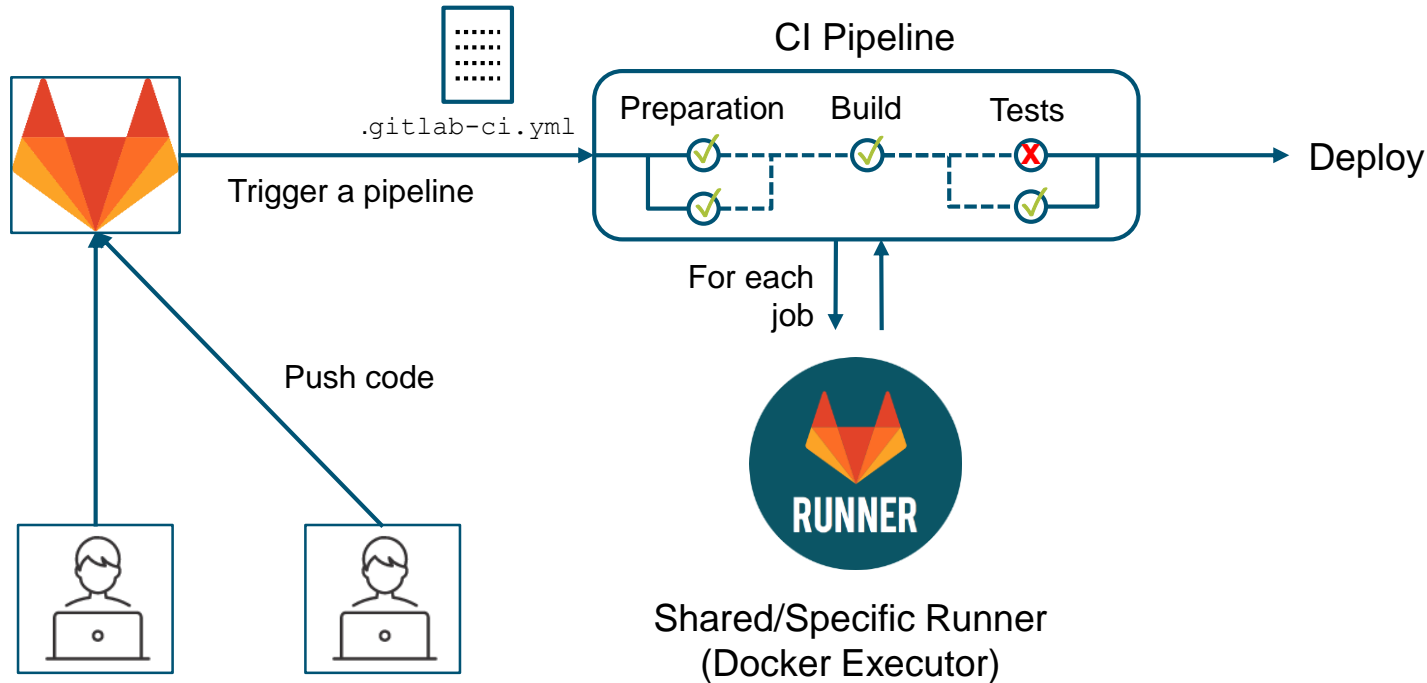 CI Pipeline
.gitlab-ci.yml
Preparation
Build
Tests
X
Trigger a pipeline
Deploy
For each
job
Push code
RUNNER
Shared/Specific Runner
(Docker Executor)